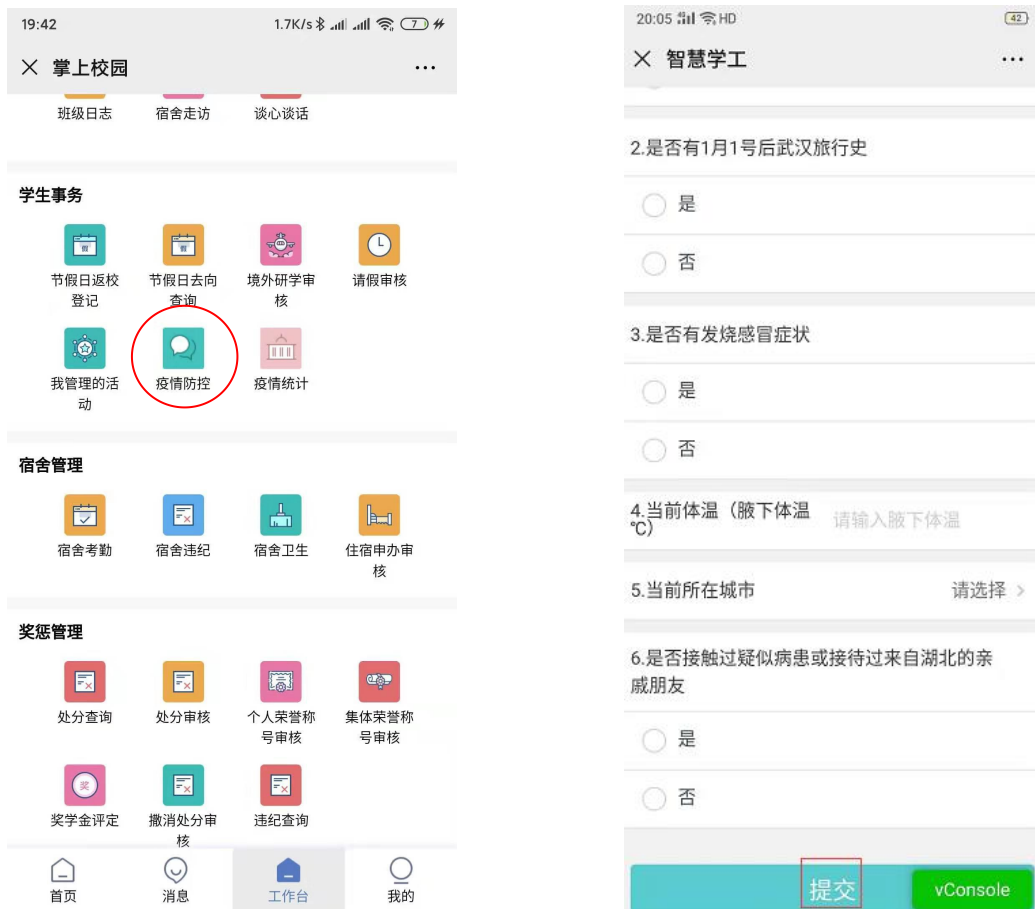 19:42
1.7K/s
7
掌上校园
班级日志
宿舍走访
谈心谈话
学生事务
假
假
节假日返校
登记
节假日去向
查询
境外研学审
核
请假审核
我管理的活
动
疫情防控
疫情统计
宿舍管理
宿舍考勤
宿舍违纪
宿舍卫生
住宿申办审
核
奖惩管理
处分查询
处分审核
个人荣誉称
号审核
集体荣誉称
号审核
奖
奖学金评定
撒消处分审
核
违纪查询
首页
消息
工作台
我的
20:05
HD
42
智慧学工
2.是否有1月1号后武汉旅行史
是
否
3.是否有发烧感冒症状
是
否
4.当前体温（腋下体温
℃）
请输入腋下体温
5.当前所在城市
请选择
6.是否接触过疑似病患或接待过来自湖北的亲
戚朋友
是
否
提交
vConsole